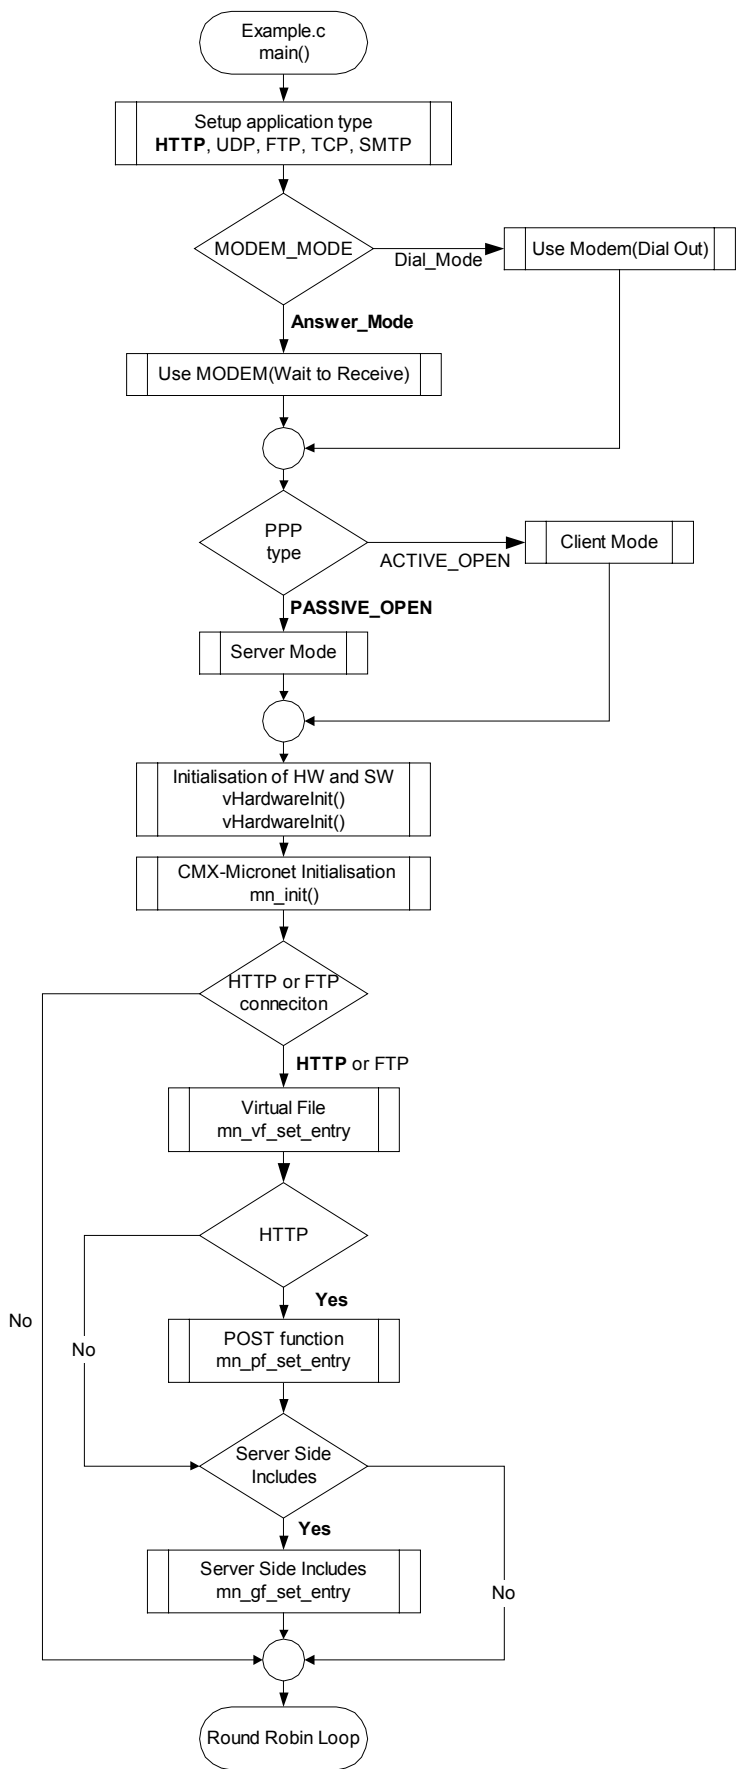 Example.c
main()
Setup application type
HTTP, UDP, FTP, TCP, SMTP
MODEM_MODE
Dial_Mode
Use Modem(Dial Out)
Answer_Mode
Use MODEM(Wait to Receive)
PPP
type
ACTIVE_OPEN
Client Mode
PASSIVE_OPEN
Server Mode
Initialisation of HW and SW
vHardwareInit()
vHardwareInit()
CMX-Micronet Initialisation
mn_init()
HTTP or FTP
conneciton
HTTP or FTP
Virtual File
mn_vf_set_entry
HTTP
Yes
No
No
POST function
mn_pf_set_entry
Server Side
Includes
Yes
Server Side Includes
mn_gf_set_entry
No
Round Robin Loop